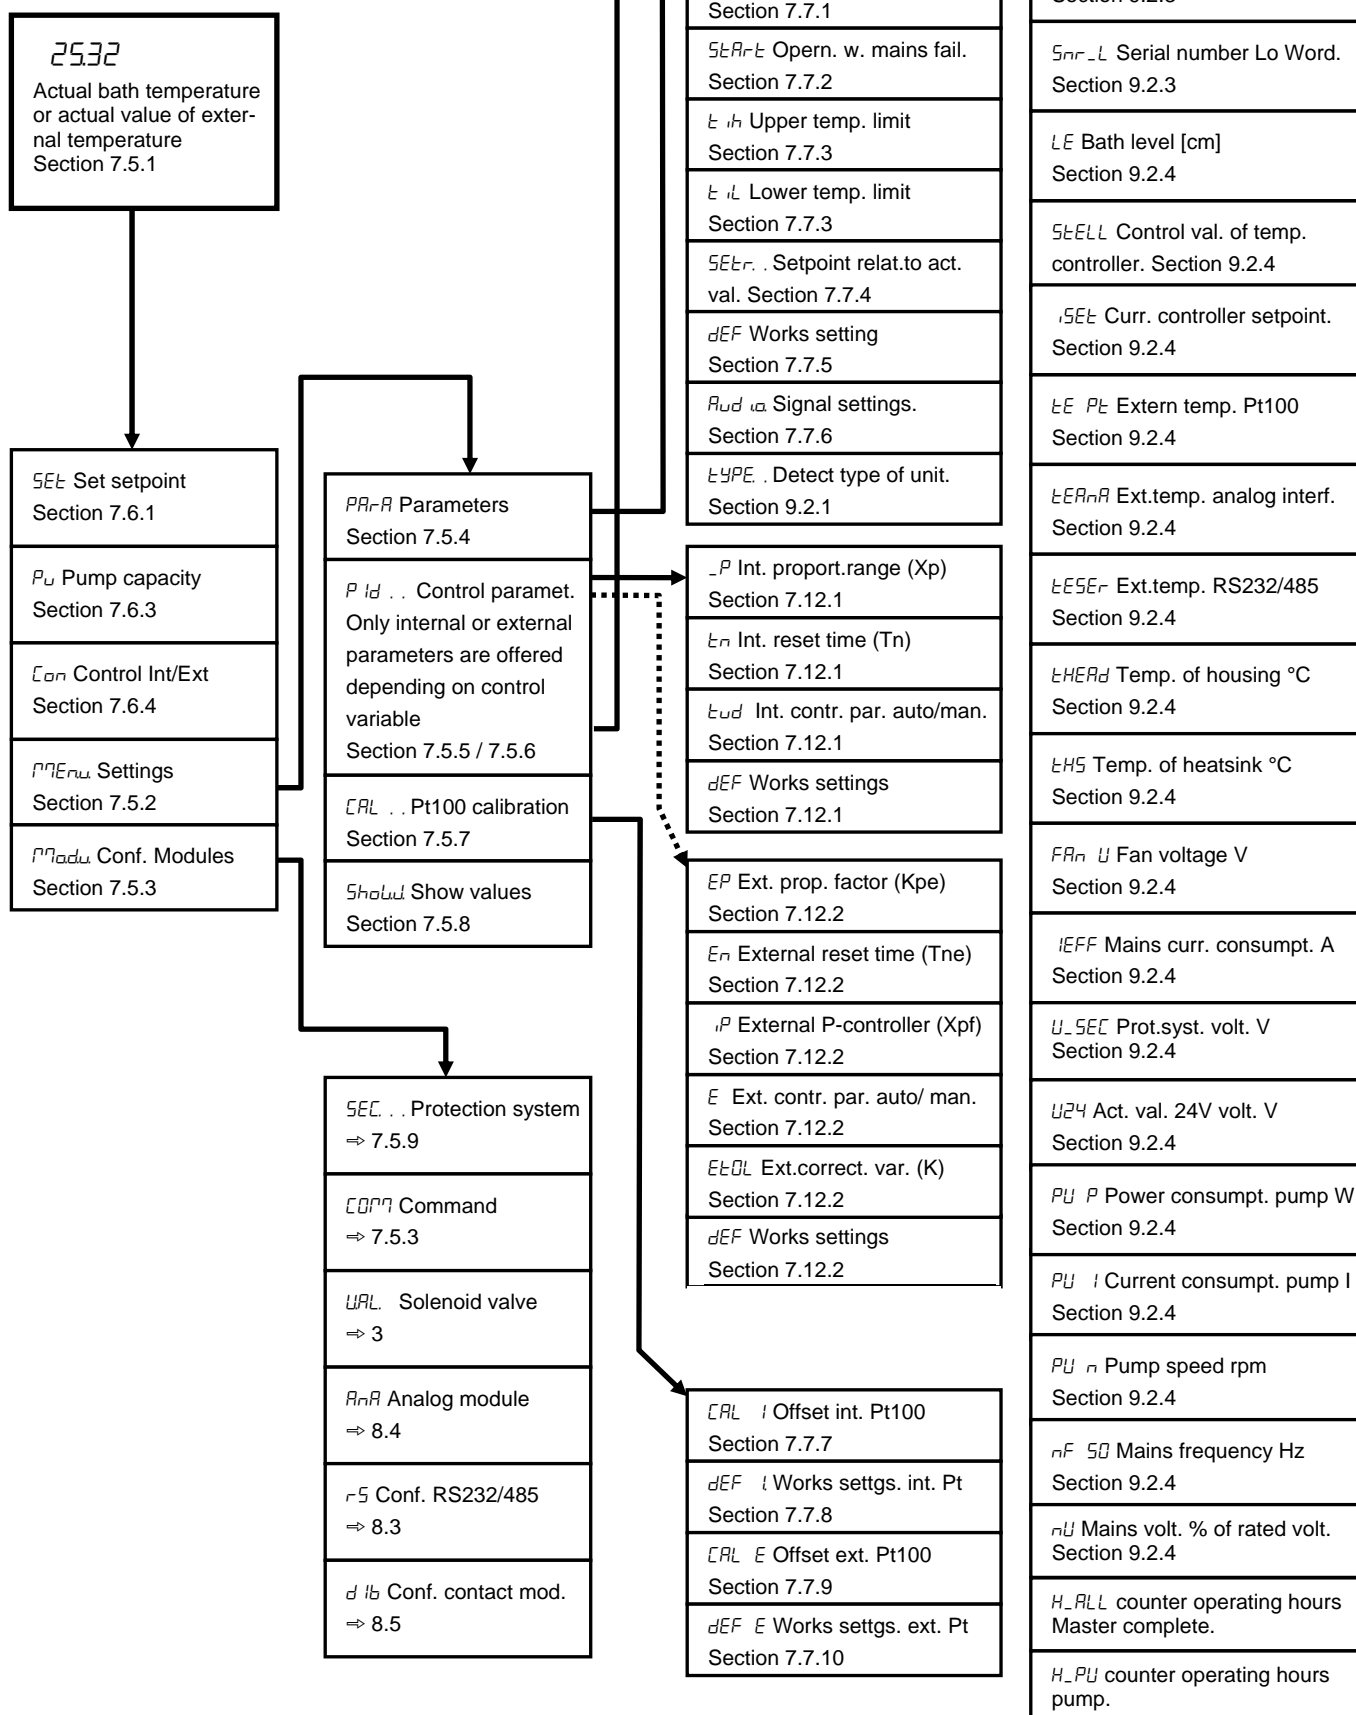 25.32
Actual bath temperature
or actual value of exter-
nal temperature
Section 7.5.1
SEt Set setpoint
Section 7.6.1
Pu Pump capacity
Section 7.6.3
Con Control Int/Ext
Section 7.6.4
MEnu. Settings
Section 7.5.2
Modu. Conf. Modules
Section 7.5.3
PArA Parameters
Section 7.5.4
PId . . Control paramet.
Only internal or external
parameters are offered
depending on control
variable
Section 7.5.5 / 7.5.6
CAL . . Pt100 calibration
Section 7.5.7
Show. Show values
Section 7.5.8
SEC. . . Protection system
⇨ 7.5.9
COM Command
⇨ 7.5.3
UAL. Solenoid valve
⇨ 3
AnA Analog module
⇨ 8.4
rS Conf. RS232/485
⇨ 8.3
dIb Conf. contact mod.
⇨ 8.5
Section 7.7.1
StArt Opern. w. mains fail.
Section 7.7.2
tih Upper temp. limit
Section 7.7.3
tiL Lower temp. limit
Section 7.7.3
SEtr. . Setpoint relat.to act.
val. Section 7.7.4
dEF Works setting
Section 7.7.5
Audio. Signal settings.
Section 7.7.6
tYPE. . Detect type of unit.
Section 9.2.1
_P Int. proport.range (Xp)
Section 7.12.1
tn Int. reset time (Tn)
Section 7.12.1
tud Int. contr. par. auto/man.
Section 7.12.1
dEF Works settings
Section 7.12.1
EP Ext. prop. factor (Kpe)
Section 7.12.2
En External reset time (Tne)
Section 7.12.2
iP External P-controller (Xpf)
Section 7.12.2
E Ext. contr. par. auto/ man.
Section 7.12.2
EtOL Ext.correct. var. (K)
Section 7.12.2
dEF Works settings
Section 7.12.2
CAL I Offset int. Pt100
Section 7.7.7
dEF I. Works settgs. int. Pt
Section 7.7.8
CAL E Offset ext. Pt100
Section 7.7.9
dEF E Works settgs. ext. Pt
Section 7.7.10
Snr_L Serial number Lo Word.
Section 9.2.3
LE Bath level [cm]
Section 9.2.4
StELL Control val. of temp.
controller. Section 9.2.4
iSEt Curr. controller setpoint.
Section 9.2.4
tE Pt Extern temp. Pt100
Section 9.2.4
tEAnA Ext.temp. analog interf.
Section 9.2.4
tESEr Ext.temp. RS232/485
Section 9.2.4
tHEAd Temp. of housing °C
Section 9.2.4
tHS Temp. of heatsink °C
Section 9.2.4
FAn U Fan voltage V
Section 9.2.4
IEFF Mains curr. consumpt. A
Section 9.2.4
U_SEC Prot.syst. volt. V
Section 9.2.4
U24 Act. val. 24V volt. V
Section 9.2.4
PU P Power consumpt. pump W
Section 9.2.4
PU I Current consumpt. pump I
Section 9.2.4
PU n Pump speed rpm
Section 9.2.4
nF 50 Mains frequency Hz
Section 9.2.4
nU Mains volt. % of rated volt.
Section 9.2.4
H_ALL counter operating hours
Master complete.
H_PU counter operating hours
pump.